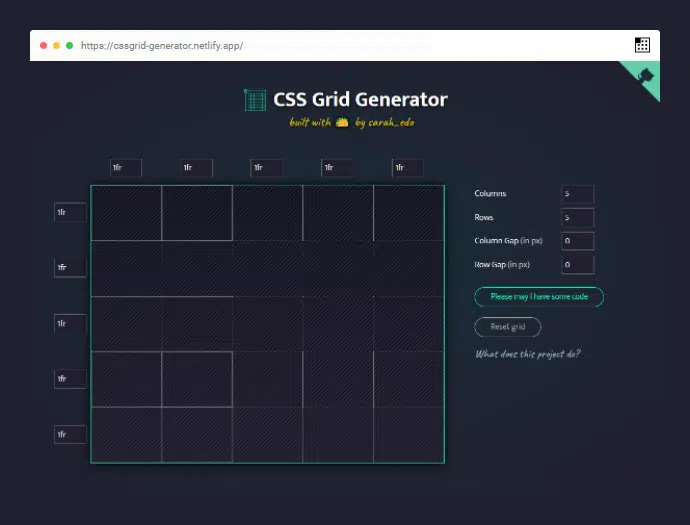 https://cssgrid-generator.netlify.app/
CSS Grid Generator
built with 🌮 by sarah_edo
1fr 1fr 1fr 1fr 1fr
1fr
1fr
1fr
1fr
1fr
Columns 5
Rows 5
Column Gap (in px) 0
Row Gap (in px) 0
Please may I have some code
Reset grid
What does this project do?